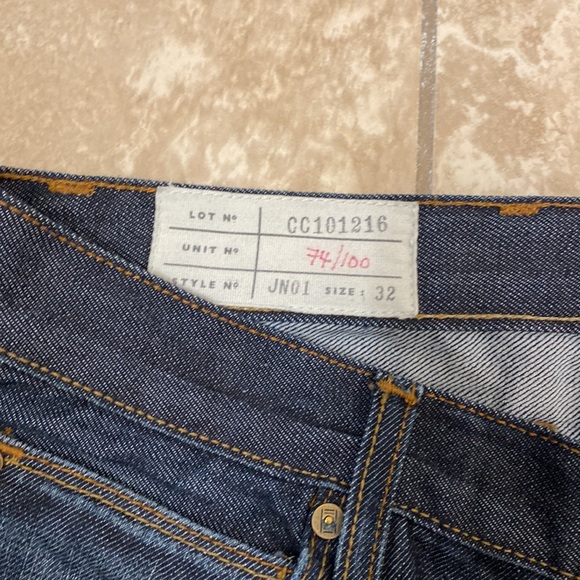 LOT Nº CC101216
UNIT Nº 74/100
STYLE Nº JN01 SIZE: 32